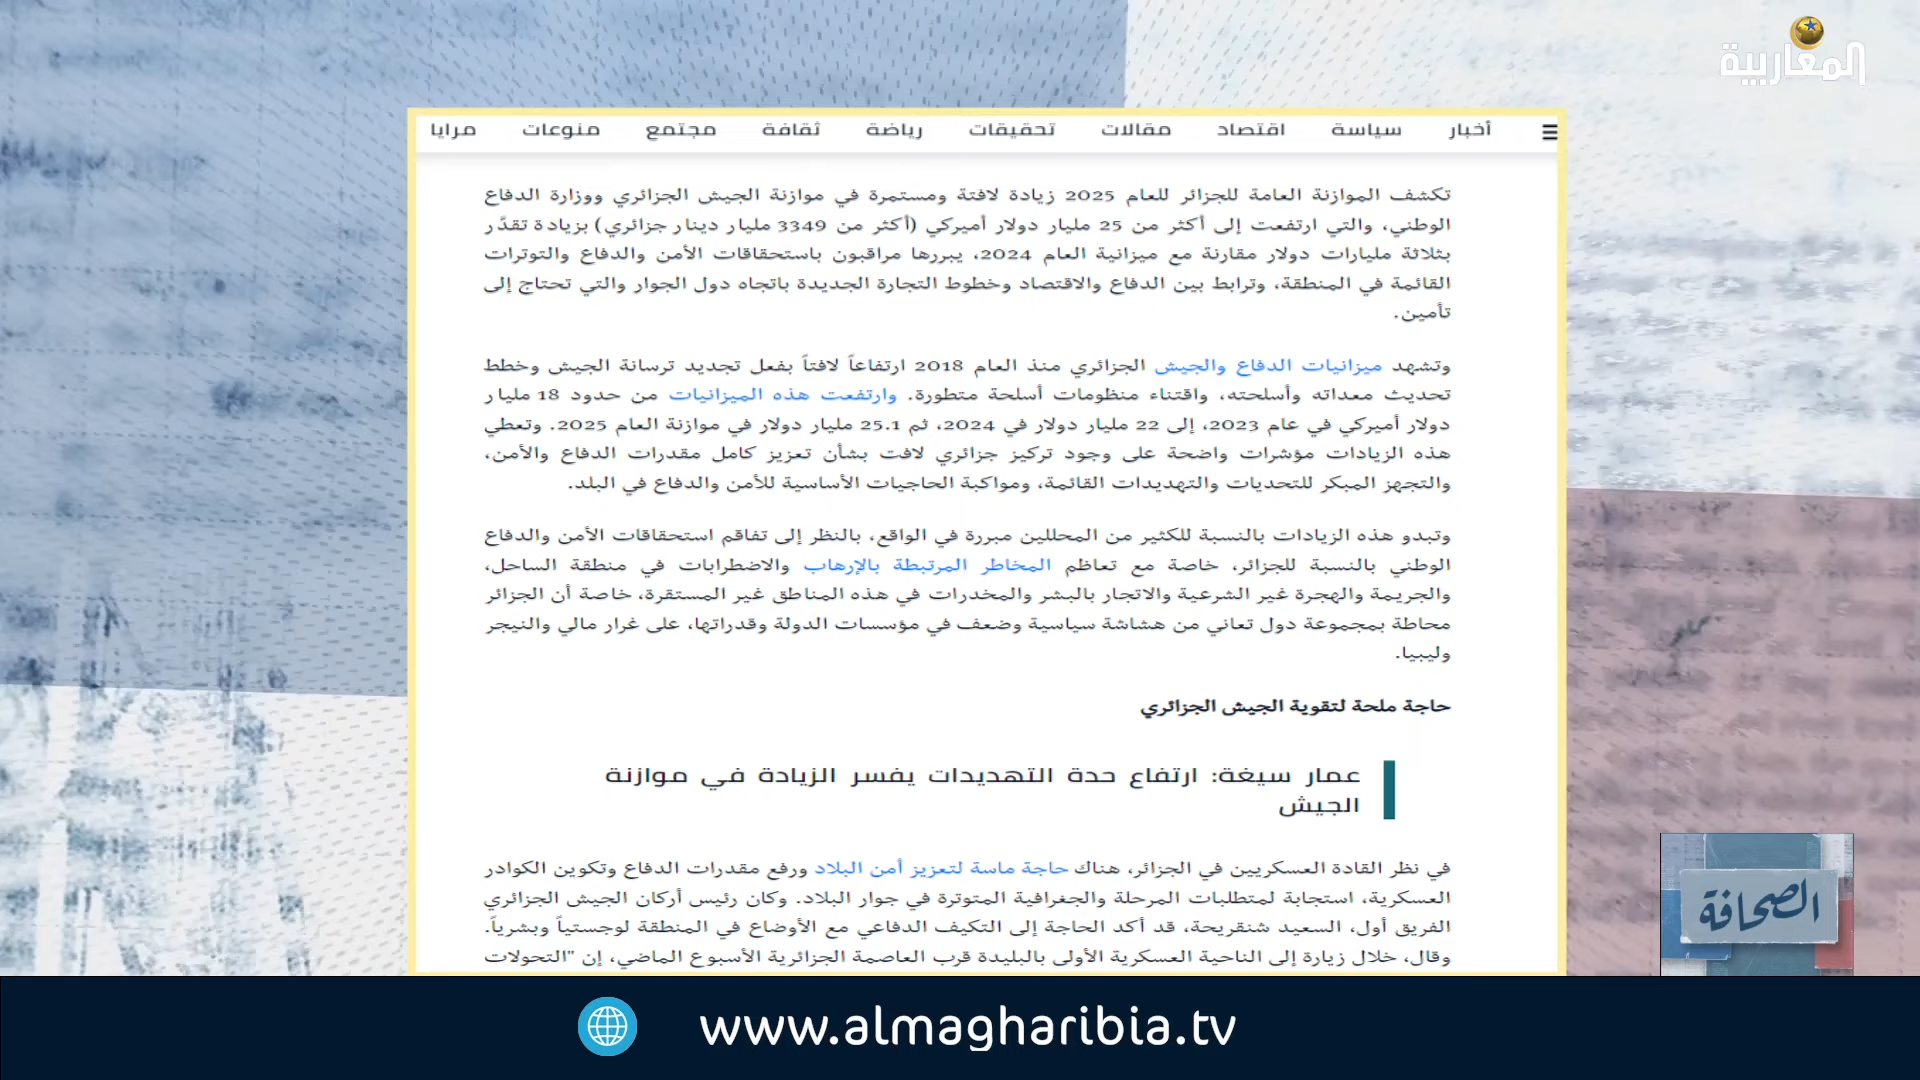 المغاربية
أخبار سياسة اقتصاد مقالات تحقيقات رياضة ثقافة مجتمع منوعات مرايا
تكشف الموازنة العامة للجزائر للعام 2025 زيادة لافتة ومستمرة في موازنة الجيش الجزائري ووزارة الدفاع
الوطني، والتي ارتفعت إلى أكثر من 25 مليار دولار أميركي (أكثر من 3349 مليار دينار جزائري) بزيادة تقدّر
بثلاثة مليارات دولار مقارنة مع ميزانية العام 2024، يبررها مراقبون باستحقاقات الأمن والدفاع والتوترات
القائمة في المنطقة، وترابط بين الدفاع والاقتصاد وخطوط التجارة الجديدة باتجاه دول الجوار والتي تحتاج إلى
تأمين.
وتشهد ميزانيات الدفاع والجيش الجزائري منذ العام 2018 ارتفاعاً لافتاً بفعل تجديد ترسانة الجيش وخطط
تحديث معداته وأسلحته، واقتناء منظومات أسلحة متطورة. وارتفعت هذه الميزانيات من حدود 18 مليار
دولار أميركي في عام 2023، إلى 22 مليار دولار في 2024، ثم 25.1 مليار دولار في موازنة العام 2025. وتعطي
هذه الزيادات مؤشرات واضحة على وجود تركيز جزائري لافت بشأن تعزيز كامل مقدرات الدفاع والأمن،
والتجهز المبكر للتحديات والتهديدات القائمة، ومواكبة الحاجيات الأساسية للأمن والدفاع في البلد.
وتبدو هذه الزيادات بالنسبة للكثير من المحللين مبررة في الواقع، بالنظر إلى تفاقم استحقاقات الأمن والدفاع
الوطني بالنسبة للجزائر، خاصة مع تعاظم المخاطر المرتبطة بالإرهاب والاضطرابات في منطقة الساحل،
والجريمة والهجرة غير الشرعية والاتجار بالبشر والمخدرات في هذه المناطق غير المستقرة، خاصة أن الجزائر
محاطة بمجموعة دول تعاني من هشاشة سياسية وضعف في مؤسسات الدولة وقدراتها، على غرار مالي والنيجر
وليبيا.
حاجة ملحة لتقوية الجيش الجزائري
عمار سيغة: ارتفاع حدة التهديدات يفسر الزيادة في موازنة
الجيش
في نظر القادة العسكريين في الجزائر، هناك حاجة ماسة لتعزيز أمن البلاد ورفع مقدرات الدفاع وتكوين الكوادر
العسكرية، استجابة لمتطلبات المرحلة والجغرافية المتوترة في جوار البلاد. وكان رئيس أركان الجيش الجزائري
الفريق أول، السعيد شنقريحة، قد أكد الحاجة إلى التكيف الدفاعي مع الأوضاع في المنطقة لوجستياً وبشرياً.
وقال، خلال زيارة إلى الناحية العسكرية الأولى بالبليدة قرب العاصمة الجزائرية الأسبوع الماضي، إن "التحولات
الصحافة
www.almagharibia.tv